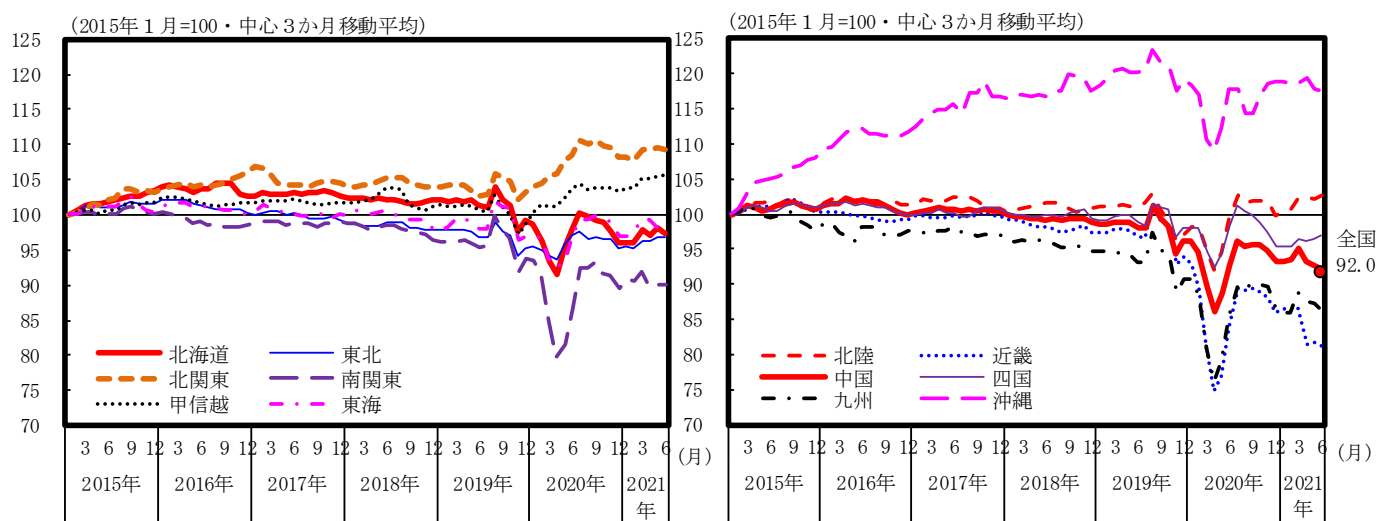 (2015年１月=100・中心３か月移動平均)
125
120
115
110
105
100
95
90
85
80
75
70
北海道
東北
北関東
南関東
甲信越
東海
3 6 9 12 3 6 9 12 3 6 9 12 3 6 9 12 3 6 9 12 3 6 9 12 3 6
(月)
2015年 2016年 2017年 2018年 2019年 2020年 2021年
(2015年１月=100・中心３か月移動平均)
125
120
115
110
105
100
95
90
85
80
75
70
全国
92.0
北陸
近畿
中国
四国
九州
沖縄
3 6 9 12 3 6 9 12 3 6 9 12 3 6 9 12 3 6 9 12 3 6 9 12 3 6
(月)
2015年 2016年 2017年 2018年 2019年 2020年 2021年